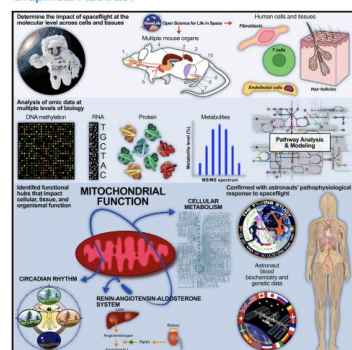 Determine the impact of spaceflight at the
molecular level across cells and tissues
Open Science for Life in Space
Multiple mouse organs
Human cells and tissues
Fibroblasts
T cells
Endothelial cells
Hair follicles
Analysis of omic data at
multiple levels of biology
DNA methylation
RNA
T
G
C
T
A
C
Protein
Metabolites
Metabolite level (%)
MS/MS spectrum
Pathway Analysis
& Modeling
Identifed functional
hubs that impact
cellular, tissue, and
organismal function
MITOCHONDRIAL
FUNCTION
CELLULAR
METABOLISM
Confirmed with astronauts' pathophysiological
response to spaceflight
Astronaut
blood
biochemistry and
genetic data
CIRCADIAN RHYTHM
RENIN-ANGIOTENSIN-ALDOSTERONE
SYSTEM
Liver
Kidney
Angiotensinogen
Renin